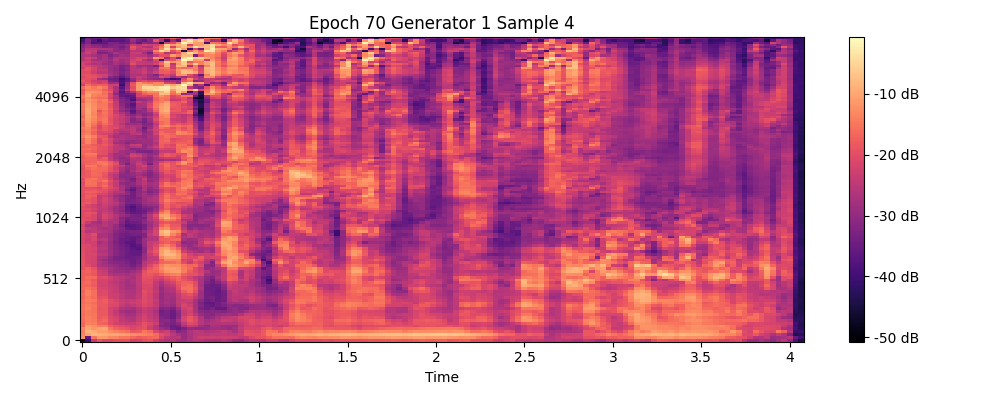 Epoch 70 Generator 1 Sample 4
Hz
4096
2048
1024
512
0
0 0.5 1 1.5 2 2.5 3 3.5 4
Time
-10 dB
-20 dB
-30 dB
-40 dB
-50 dB